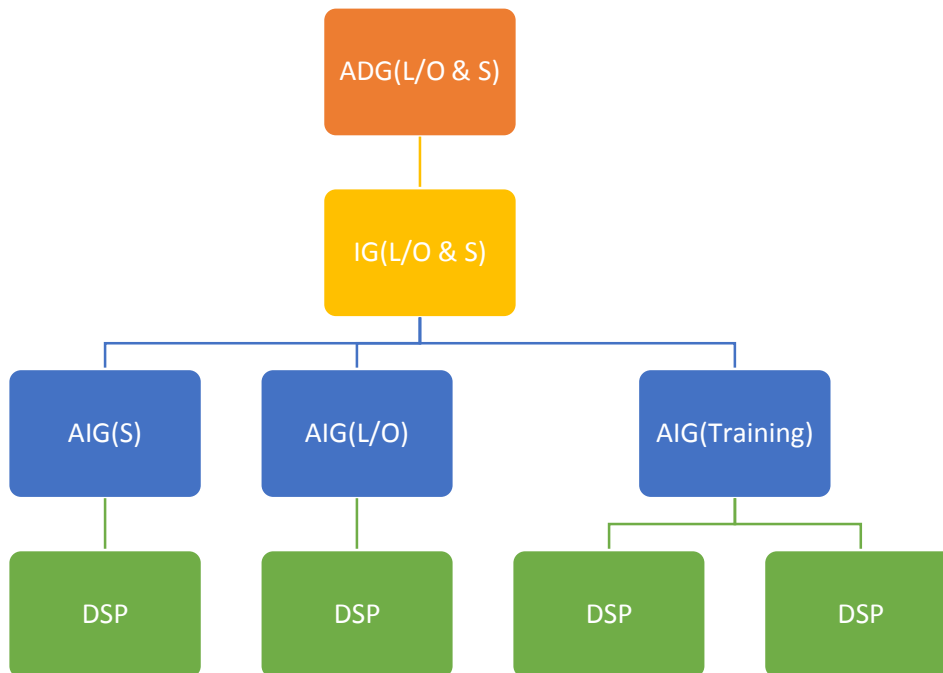 ADG(L/O & S)
IG(L/O & S)
AIG(S)
AIG(L/O)
AIG(Training)
DSP
DSP
DSP
DSP